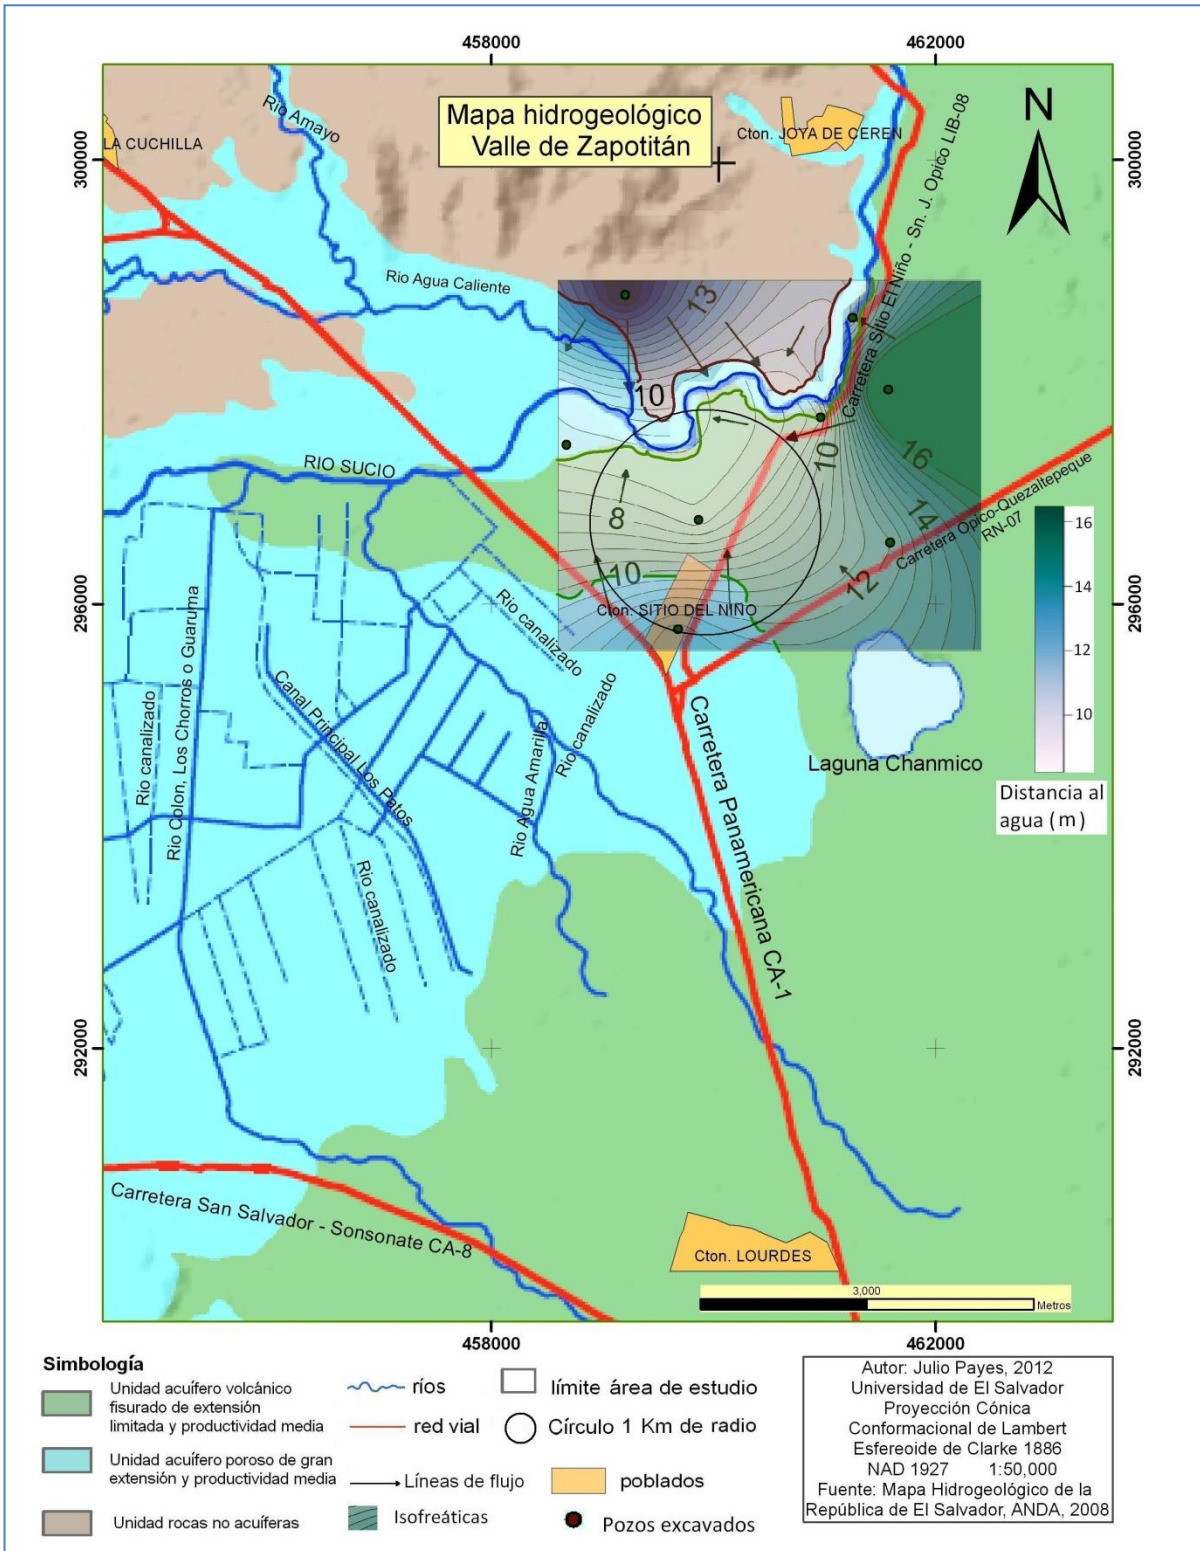 458000
462000
Mapa hidrogeológico
Valle de Zapotitán
N
Rio Amayo
Cton. JOYA DE CEREN
LA CUCHILLA
300000
300000
Carretera Sitio El Niño - Sn. J. Opico LIB-08
Rio Agua Caliente
13
10
10
16
RIO SUCIO
8
14
Carretera Opico-Quezaltepeque
RN-07
12
10
16
14
12
10
296000
296000
Cton. SITIO DEL NIÑO
Rio canalizado
Rio canalizado
Rio Colon, Los Chorros o Guaruma
Canal Principal Los Patos
Rio canalizado
Rio Agua Amarilla
Carretera Panamericana CA-1
Laguna Chanmico
Distancia al
agua (m)
Rio canalizado
292000
292000
Carretera San Salvador - Sonsonate CA-8
Cton. LOURDES
3,000
Metros
458000
462000
Simbología
Unidad acuífero volcánico
fisurado de extensión
limitada y productividad media
Unidad acuífero poroso de gran
extensión y productividad media
Unidad rocas no acuíferas
ríos
red vial
Líneas de flujo
Isofreáticas
límite área de estudio
Círculo 1 Km de radio
poblados
Pozos excavados
Autor: Julio Payes, 2012
Universidad de El Salvador
Proyección Cónica
Conformacional de Lambert
Esfereoide de Clarke 1886
NAD 1927 1:50,000
Fuente: Mapa Hidrogeológico de la
República de El Salvador, ANDA, 2008